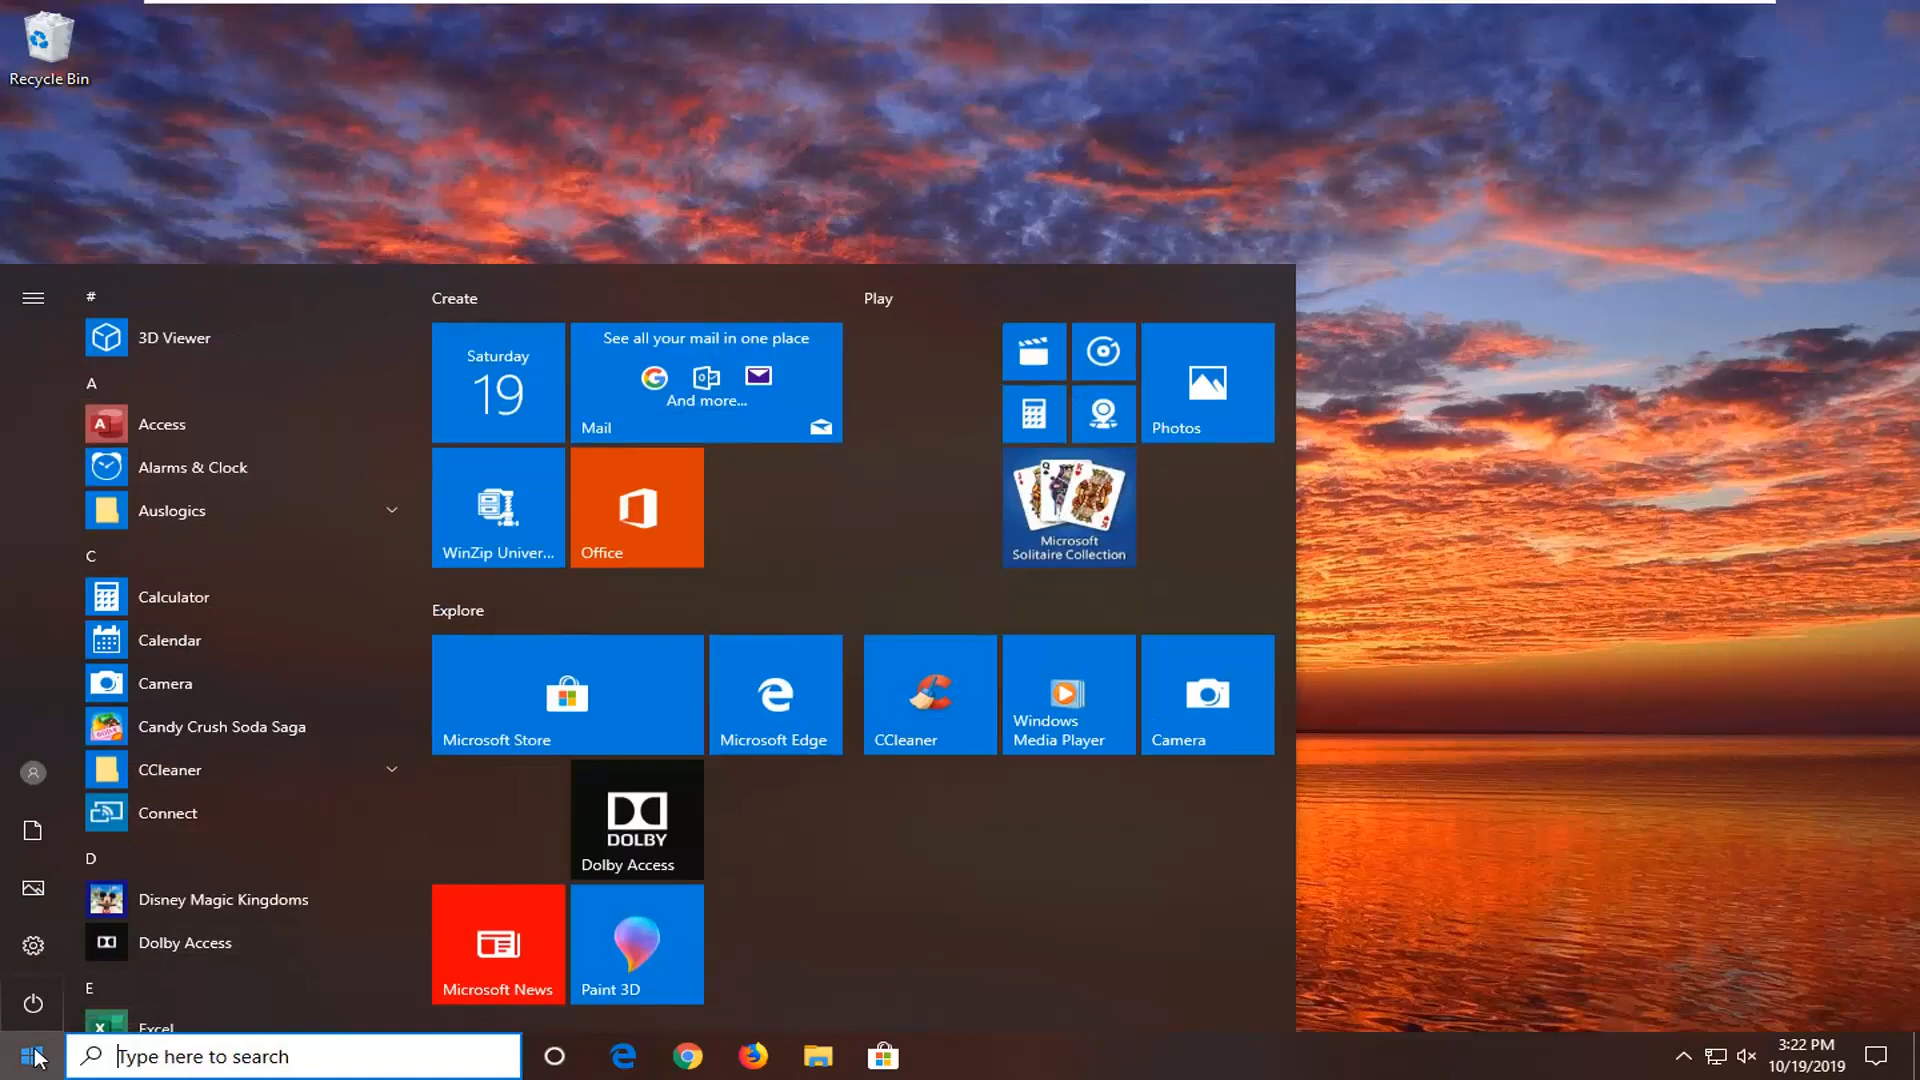 Recycle Bin
#
3D Viewer
A
Access
Alarms & Clock
Auslogics
C
Calculator
Calendar
Camera
Candy Crush Soda Saga
CCleaner
Connect
D
Disney Magic Kingdoms
Dolby Access
E
Excel
Create
Saturday
19
See all your mail in one place
And more...
Mail
WinZip Univer...
Office
Play
Photos
Microsoft
Solitaire Collection
Explore
Microsoft Store
Microsoft Edge
CCleaner
Windows
Media Player
Camera
DOLBY
Dolby Access
Microsoft News
Paint 3D
Type here to search
3:22 PM
10/19/2019